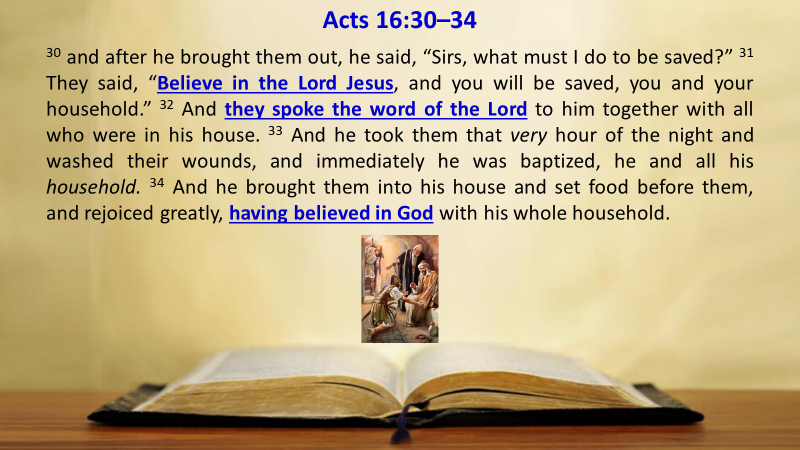 Acts 16:30–34
30 and after he brought them out, he said, “Sirs, what must I do to be saved?” 31
They said, “Believe in the Lord Jesus, and you will be saved, you and your
household.” 32 And they spoke the word of the Lord to him together with all
who were in his house. 33 And he took them that very hour of the night and
washed their wounds, and immediately he was baptized, he and all his
household. 34 And he brought them into his house and set food before them,
and rejoiced greatly, having believed in God with his whole household.